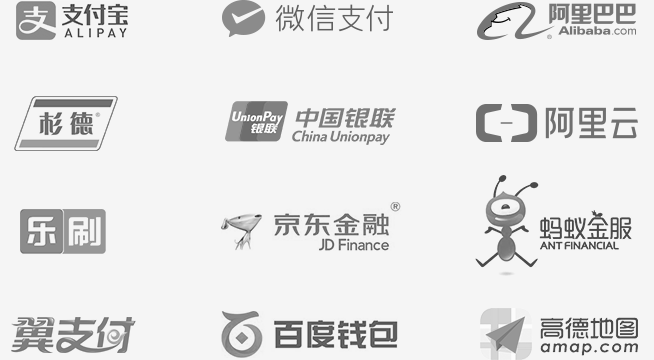 支 支付宝
ALIPAY
微信支付
阿里巴巴
Alibaba.com
杉德®
UnionPay
银联
中国银联
China Unionpay
阿里云
乐刷
京东金融®
JD Finance
蚂蚁金服
ANT FINANCIAL
翼支付
百度钱包
高德地图
amap.com